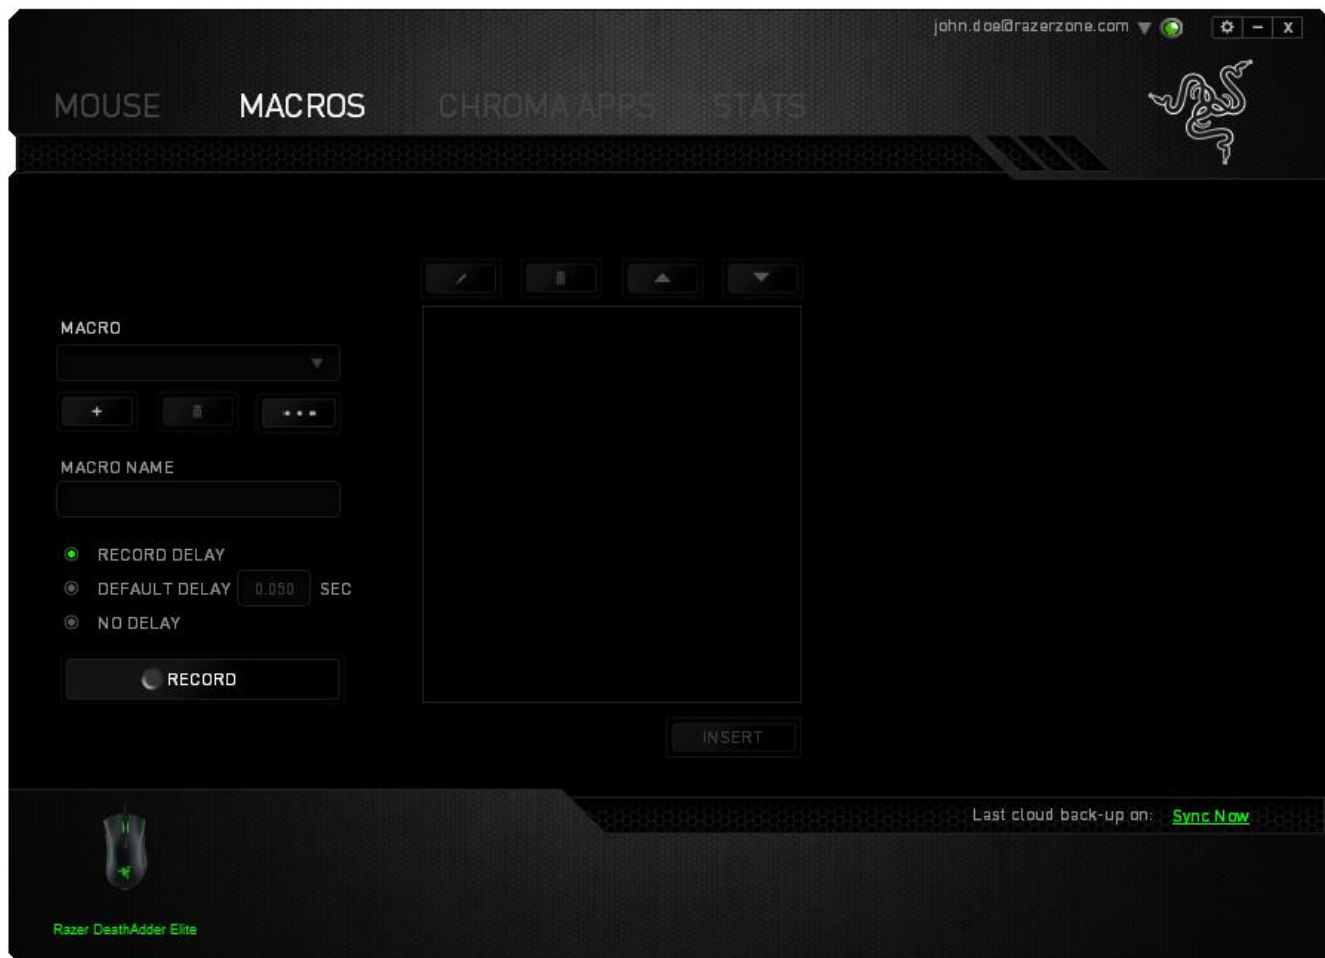 john.doe@razerzone.com
MOUSE MACROS CHROMA APPS STATS
MACRO
MACRO NAME
RECORD DELAY
DEFAULT DELAY 0.050 SEC
NO DELAY
RECORD
INSERT
Last cloud back-up on: Sync Now
Razer DeathAdder Elite